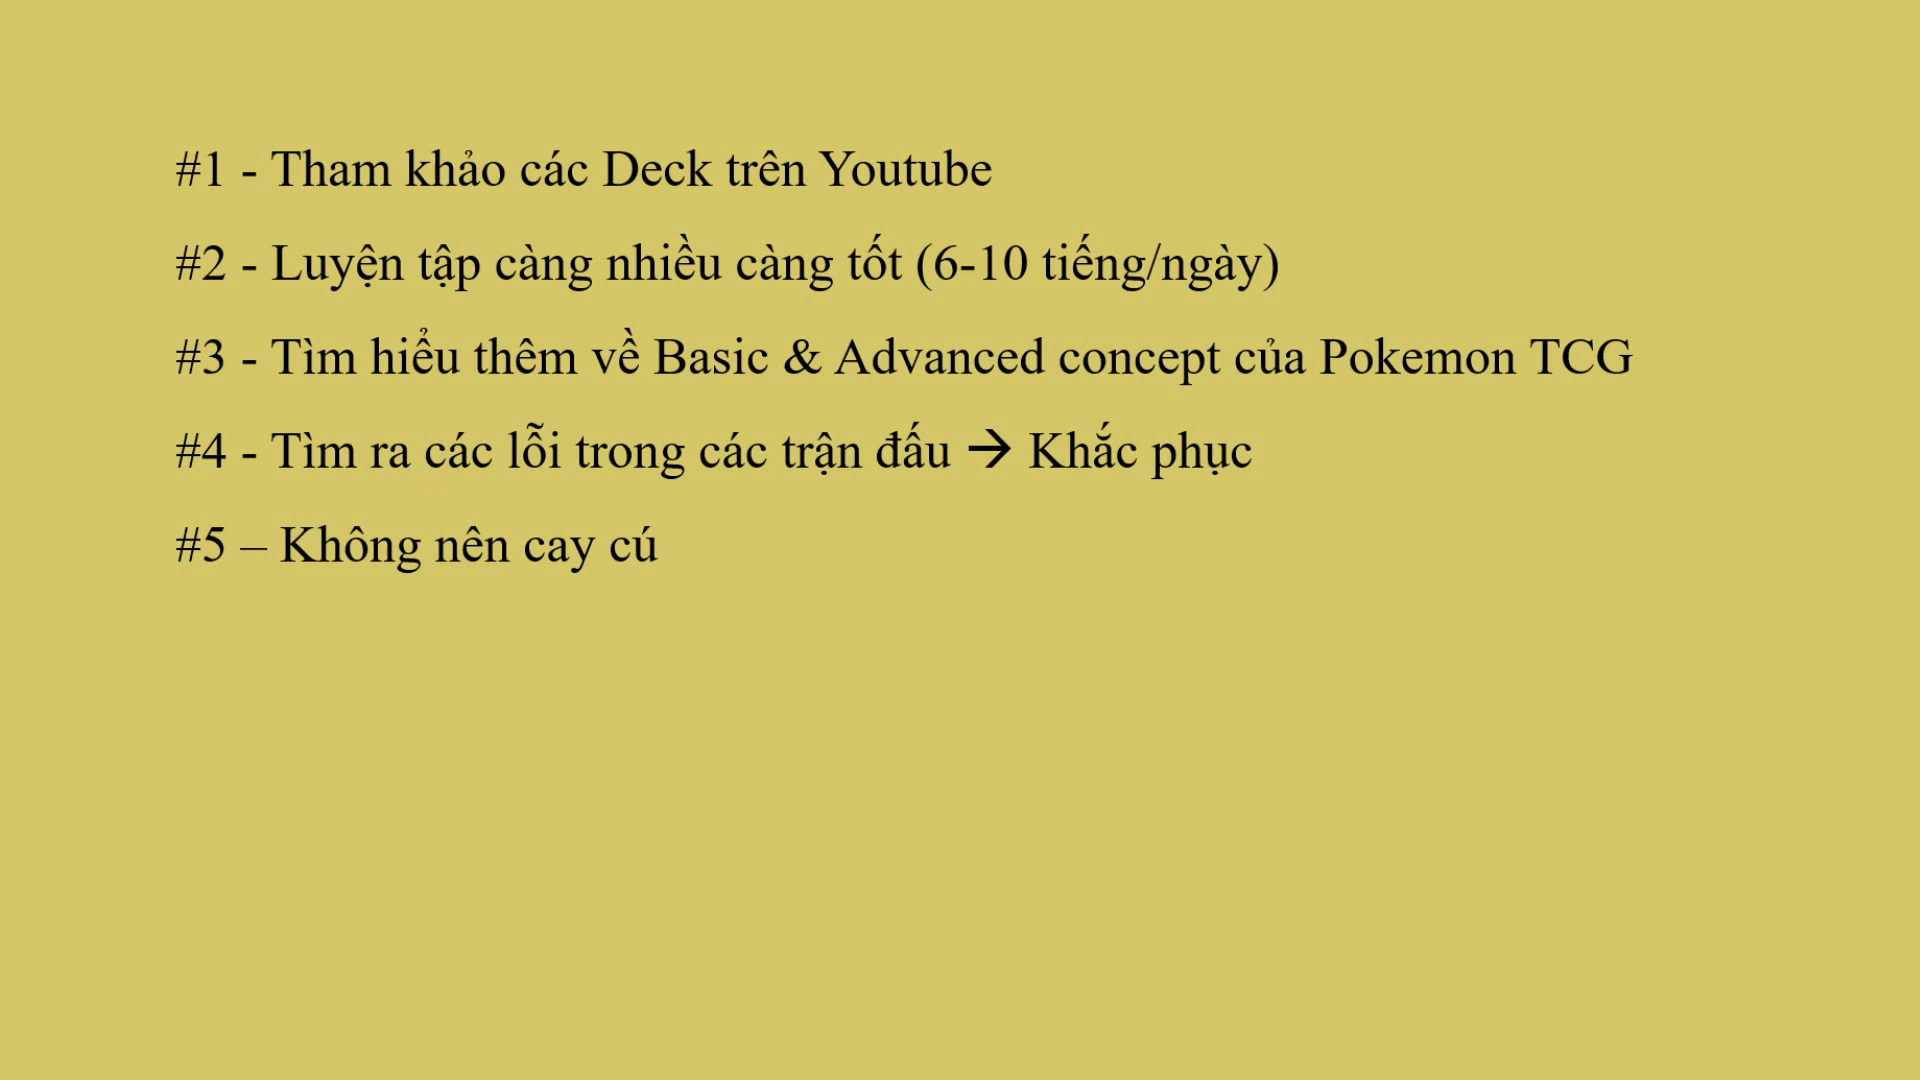 #1 - Tham khảo các Deck trên Youtube
#2 - Luyện tập càng nhiều càng tốt (6-10 tiếng/ngày)
#3 - Tìm hiểu thêm về Basic & Advanced concept của Pokemon TCG
#4 - Tìm ra các lỗi trong các trận đấu → Khắc phục
#5 – Không nên cay cú